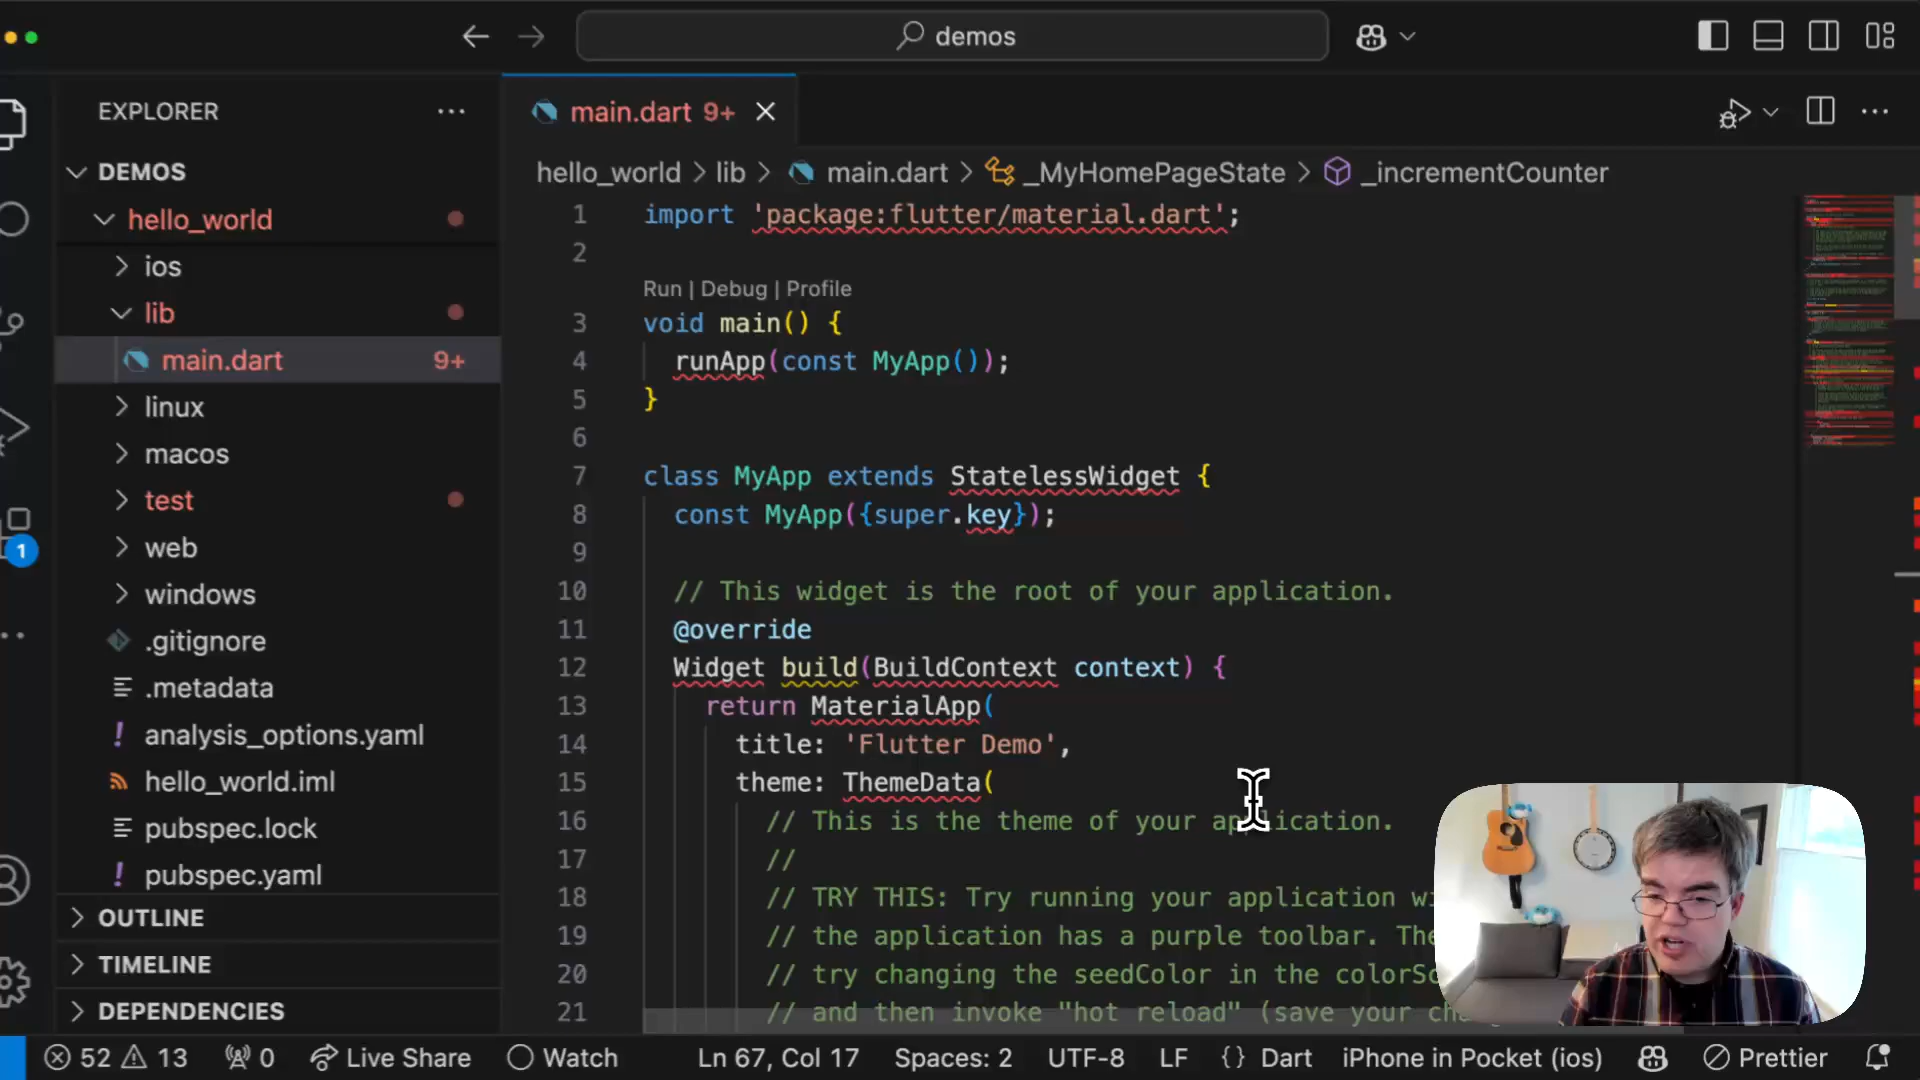 demos
EXPLORER
DEMOS
hello_world
ios
lib
main.dart 9+
linux
macos
test
web
windows
.gitignore
.metadata
! analysis_options.yaml
hello_world.iml
pubspec.lock
! pubspec.yaml
OUTLINE
TIMELINE
DEPENDENCIES
1
main.dart 9+
hello_world > lib > main.dart > _MyHomePageState > _incrementCounter
1 import 'package:flutter/material.dart';
2
Run | Debug | Profile
3 void main() {
4 runApp(const MyApp());
5 }
6
7 class MyApp extends StatelessWidget {
8 const MyApp({super.key});
9
10 // This widget is the root of your application.
11 @override
12 Widget build(BuildContext context) {
13 return MaterialApp(
14 title: 'Flutter Demo',
15 theme: ThemeData(
16 // This is the theme of your application.
17 //
18 // TRY THIS: Try running your application
19 // the application has a purple toolbar.
20 // try changing the seedColor in the
21 // and then invoke "hot reload" (save your
52 13 0 Live Share Watch Ln 67, Col 17 Spaces: 2 UTF-8 LF {} Dart iPhone in Pocket (ios) Prettier